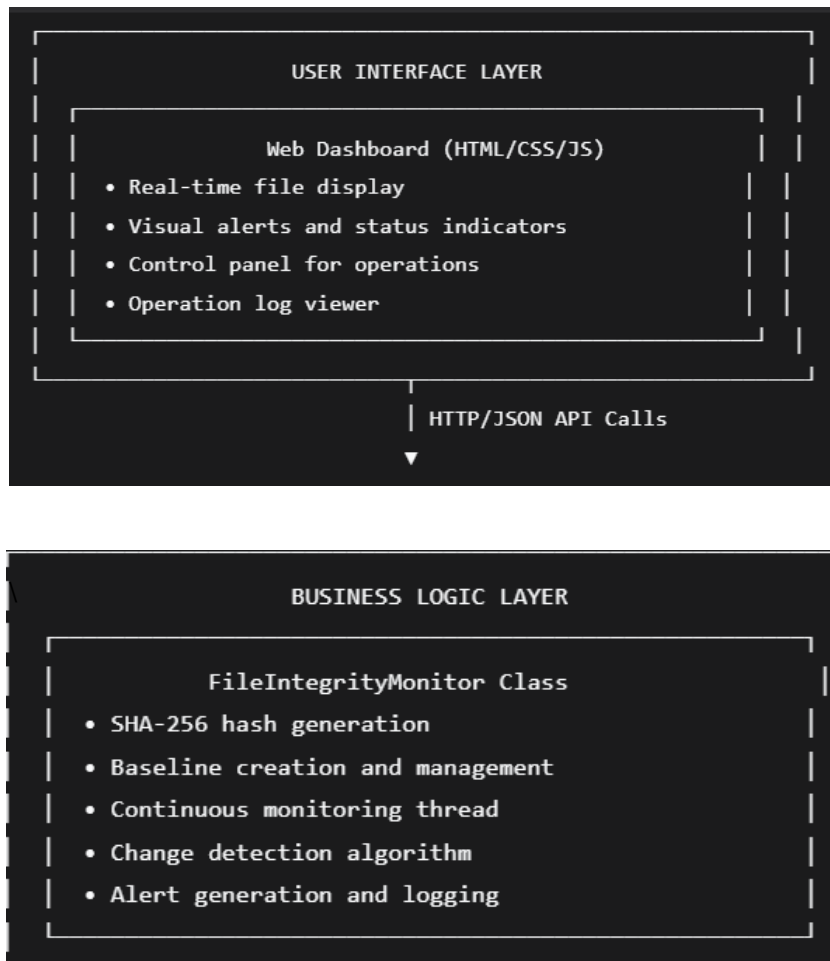 USER INTERFACE LAYER
Web Dashboard (HTML/CSS/JS)
• Real-time file display
• Visual alerts and status indicators
• Control panel for operations
• Operation log viewer
HTTP/JSON API Calls
BUSINESS LOGIC LAYER
FileIntegrityMonitor Class
• SHA-256 hash generation
• Baseline creation and management
• Continuous monitoring thread
• Change detection algorithm
• Alert generation and logging